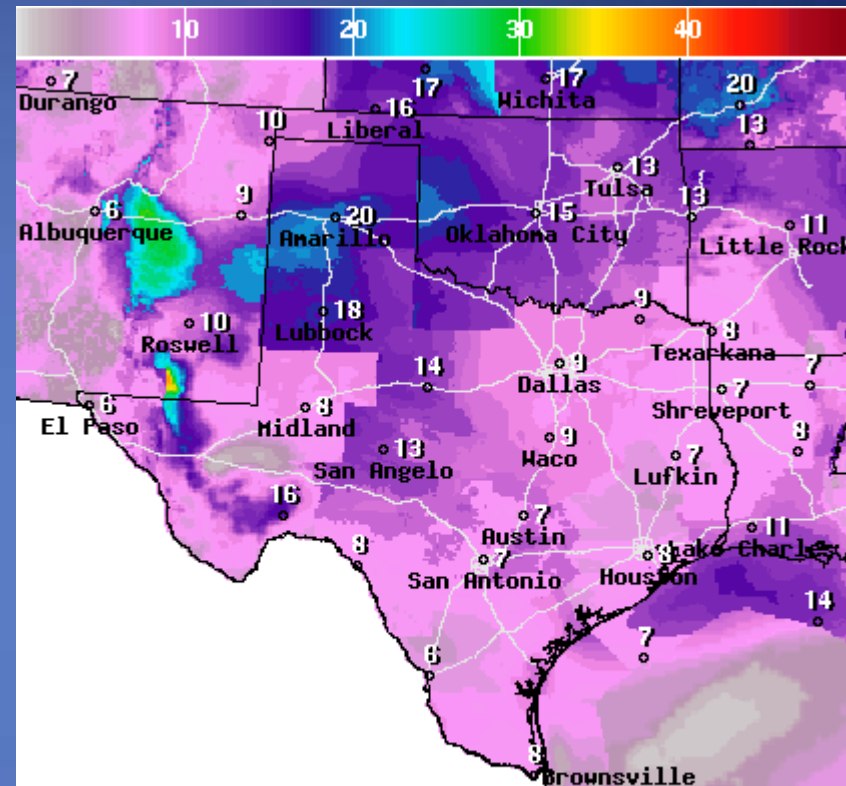 10 20 30 40
7
Durango
17
17
Wichita
20
16
Liberal
10
13
13
Tulsa
6
Albuquerque
9
20
Amarillo
15
Oklahoma City
13
11
Little Rock
10
Roswell
18
Lubbock
9
8
Texarkana
14
9
Dallas
7
Shreveport
7
6
El Paso
8
Midland
13
San Angelo
9
Waco
7
Lufkin
8
16
7
Austin
11
Lake Charl
8
7
San Antonio
8
Houston
14
7
6
8
Brownsville